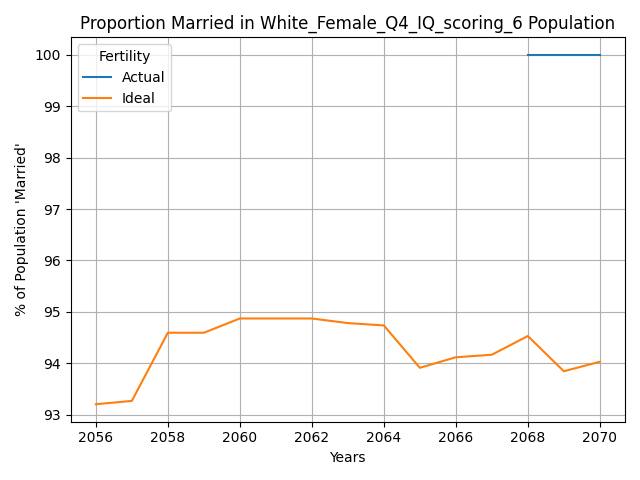 Proportion Married in White_Female_Q4_IQ_scoring_6 Population
Fertility
Actual
Ideal
100
99
98
97
96
95
94
93
% of Population 'Married'
2056 2058 2060 2062 2064 2066 2068 2070
Years